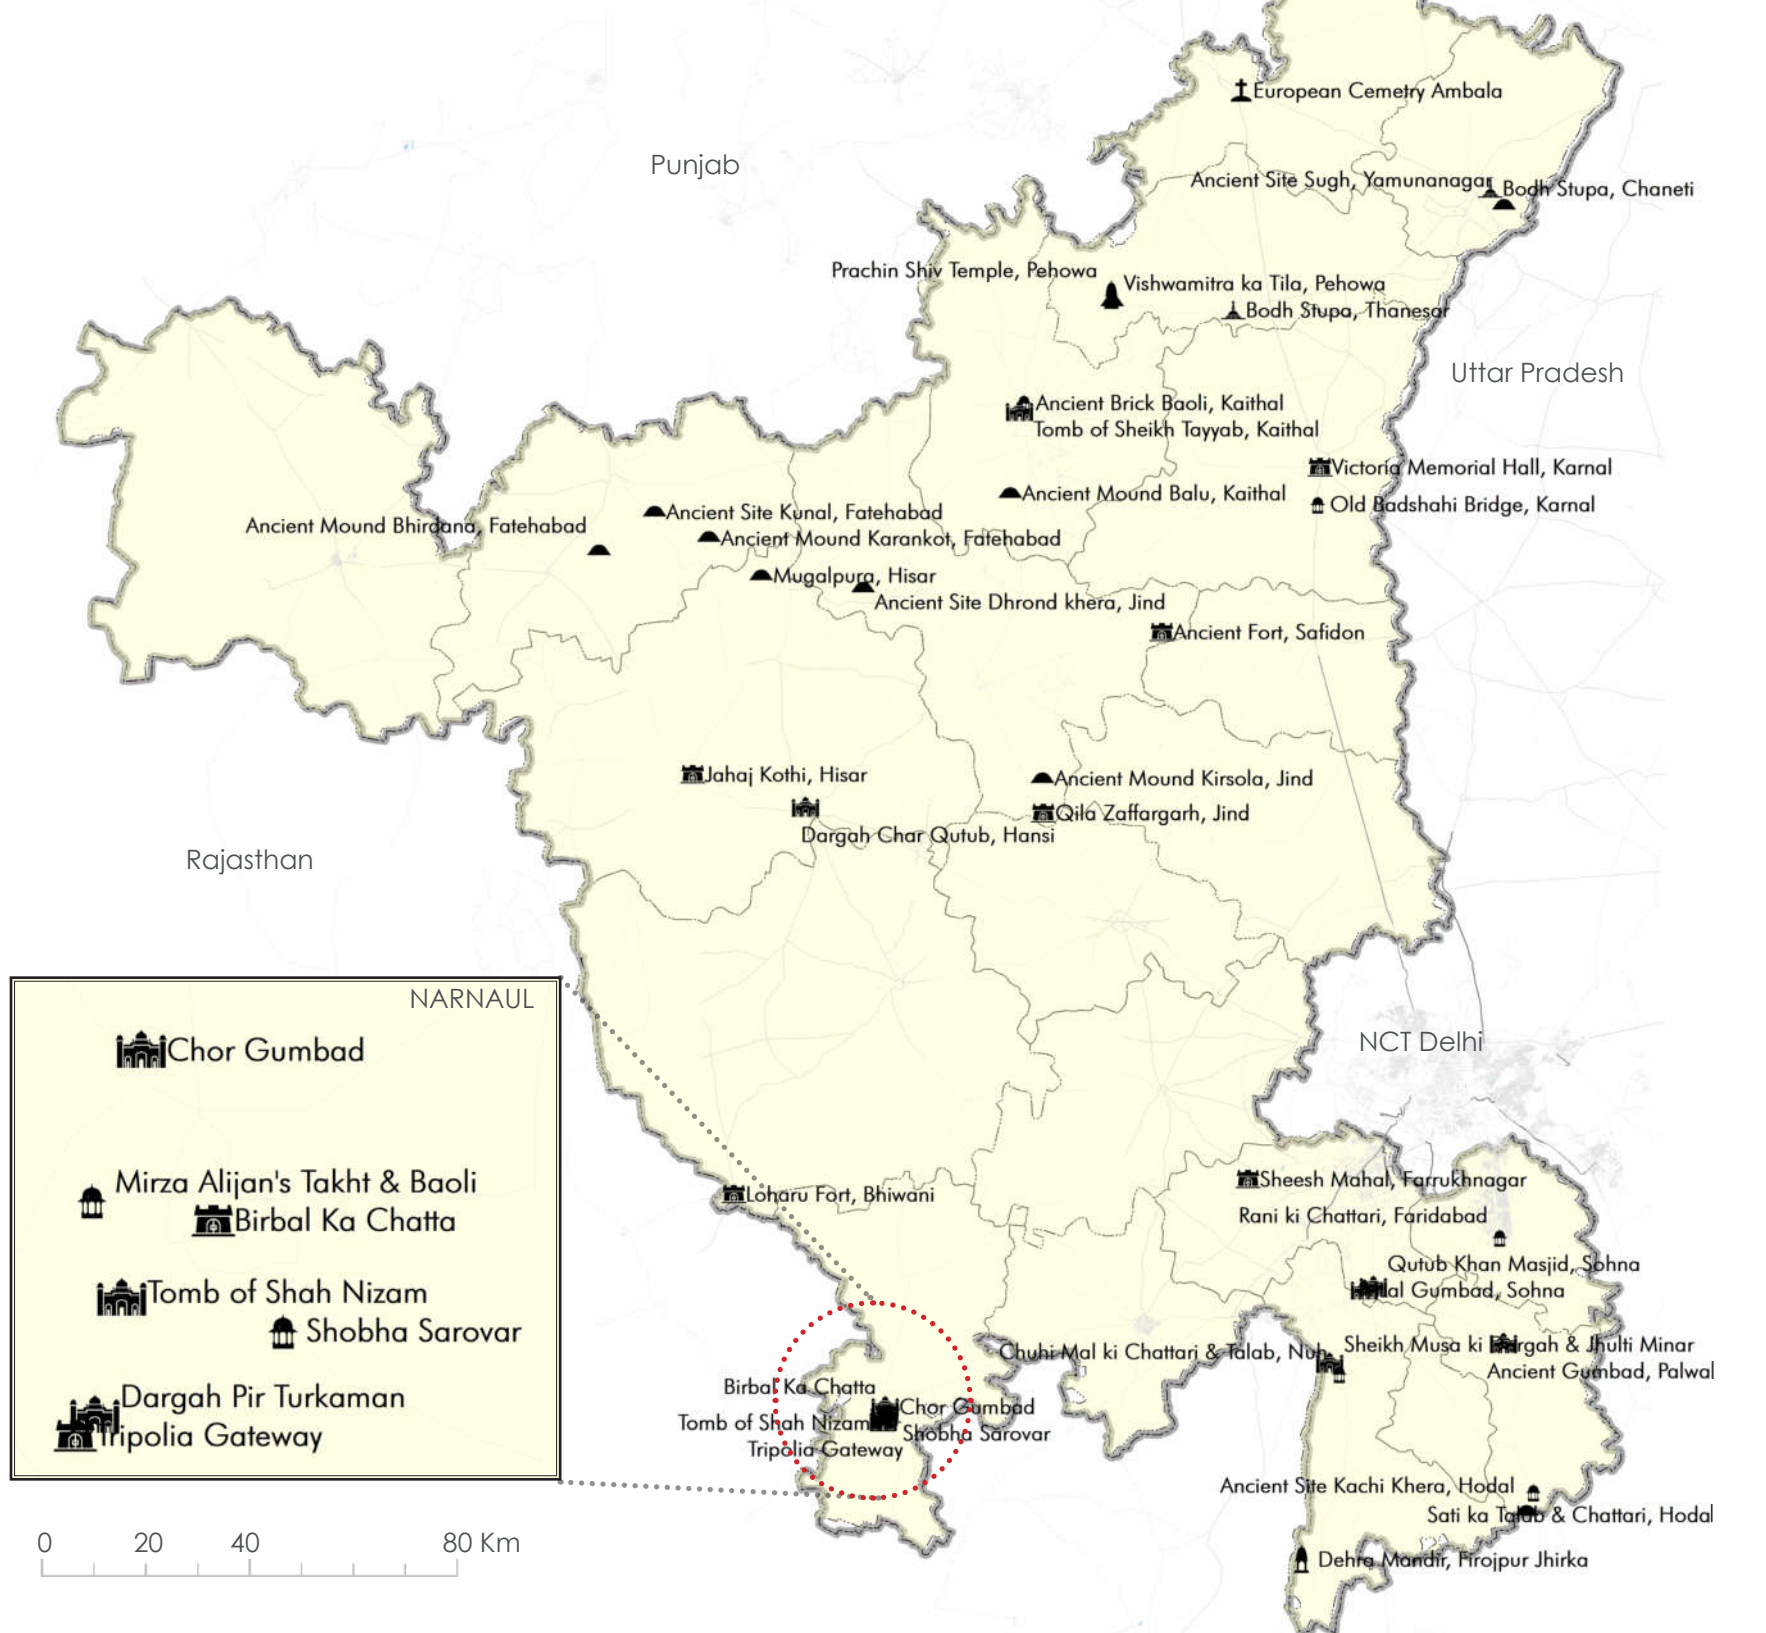 European Cemetry Ambala
Punjab
Ancient Site Sugh, Yamunanagar
Bodh Stupa, Chaneti
Prachin Shiv Temple, Pehowa
Vishwamitra ka Tila, Pehowa
Bodh Stupa, Thanesar
Uttar Pradesh
Ancient Brick Baoli, Kaithal
Tomb of Sheikh Tayyab, Kaithal
Victoria Memorial Hall, Karnal
Ancient Mound Balu, Kaithal
Old Badshahi Bridge, Karnal
Ancient Site Kunal, Fatehabad
Ancient Mound Bhirdana, Fatehabad
Ancient Mound Karankot, Fatehabad
Mugalpura, Hisar
Ancient Site Dhrond khera, Jind
Ancient Fort, Safidon
Jahaj Kothi, Hisar
Ancient Mound Kirsola, Jind
Qila Zaffargarh, Jind
Dargah Char Qutub, Hansi
Rajasthan
NARNAUL
Chor Gumbad
Mirza Alijan's Takht & Baoli
Birbal Ka Chatta
Tomb of Shah Nizam
Shobha Sarovar
Dargah Pir Turkaman
Tripolia Gateway
NCT Delhi
Sheesh Mahal, Farrukhnagar
Loharu Fort, Bhiwani
Rani ki Chattari, Faridabad
Qutub Khan Masjid, Sohna
Gumbad, Sohna
Chuhi Mal ki Chattari & Talab, Nuh
Sheikh Musa ki Dargah & Jhulti Minar
Ancient Gumbad, Palwal
Birbal Ka Chatta
Chor Gumbad
Tomb of Shah Nizam
Shobha Sarovar
Tripolia Gateway
Ancient Site Kachi Khera, Hodal
Sati ka Talab & Chattari, Hodal
Dehra Mandir, Firojpur Jhirka
0 20 40 80 Km